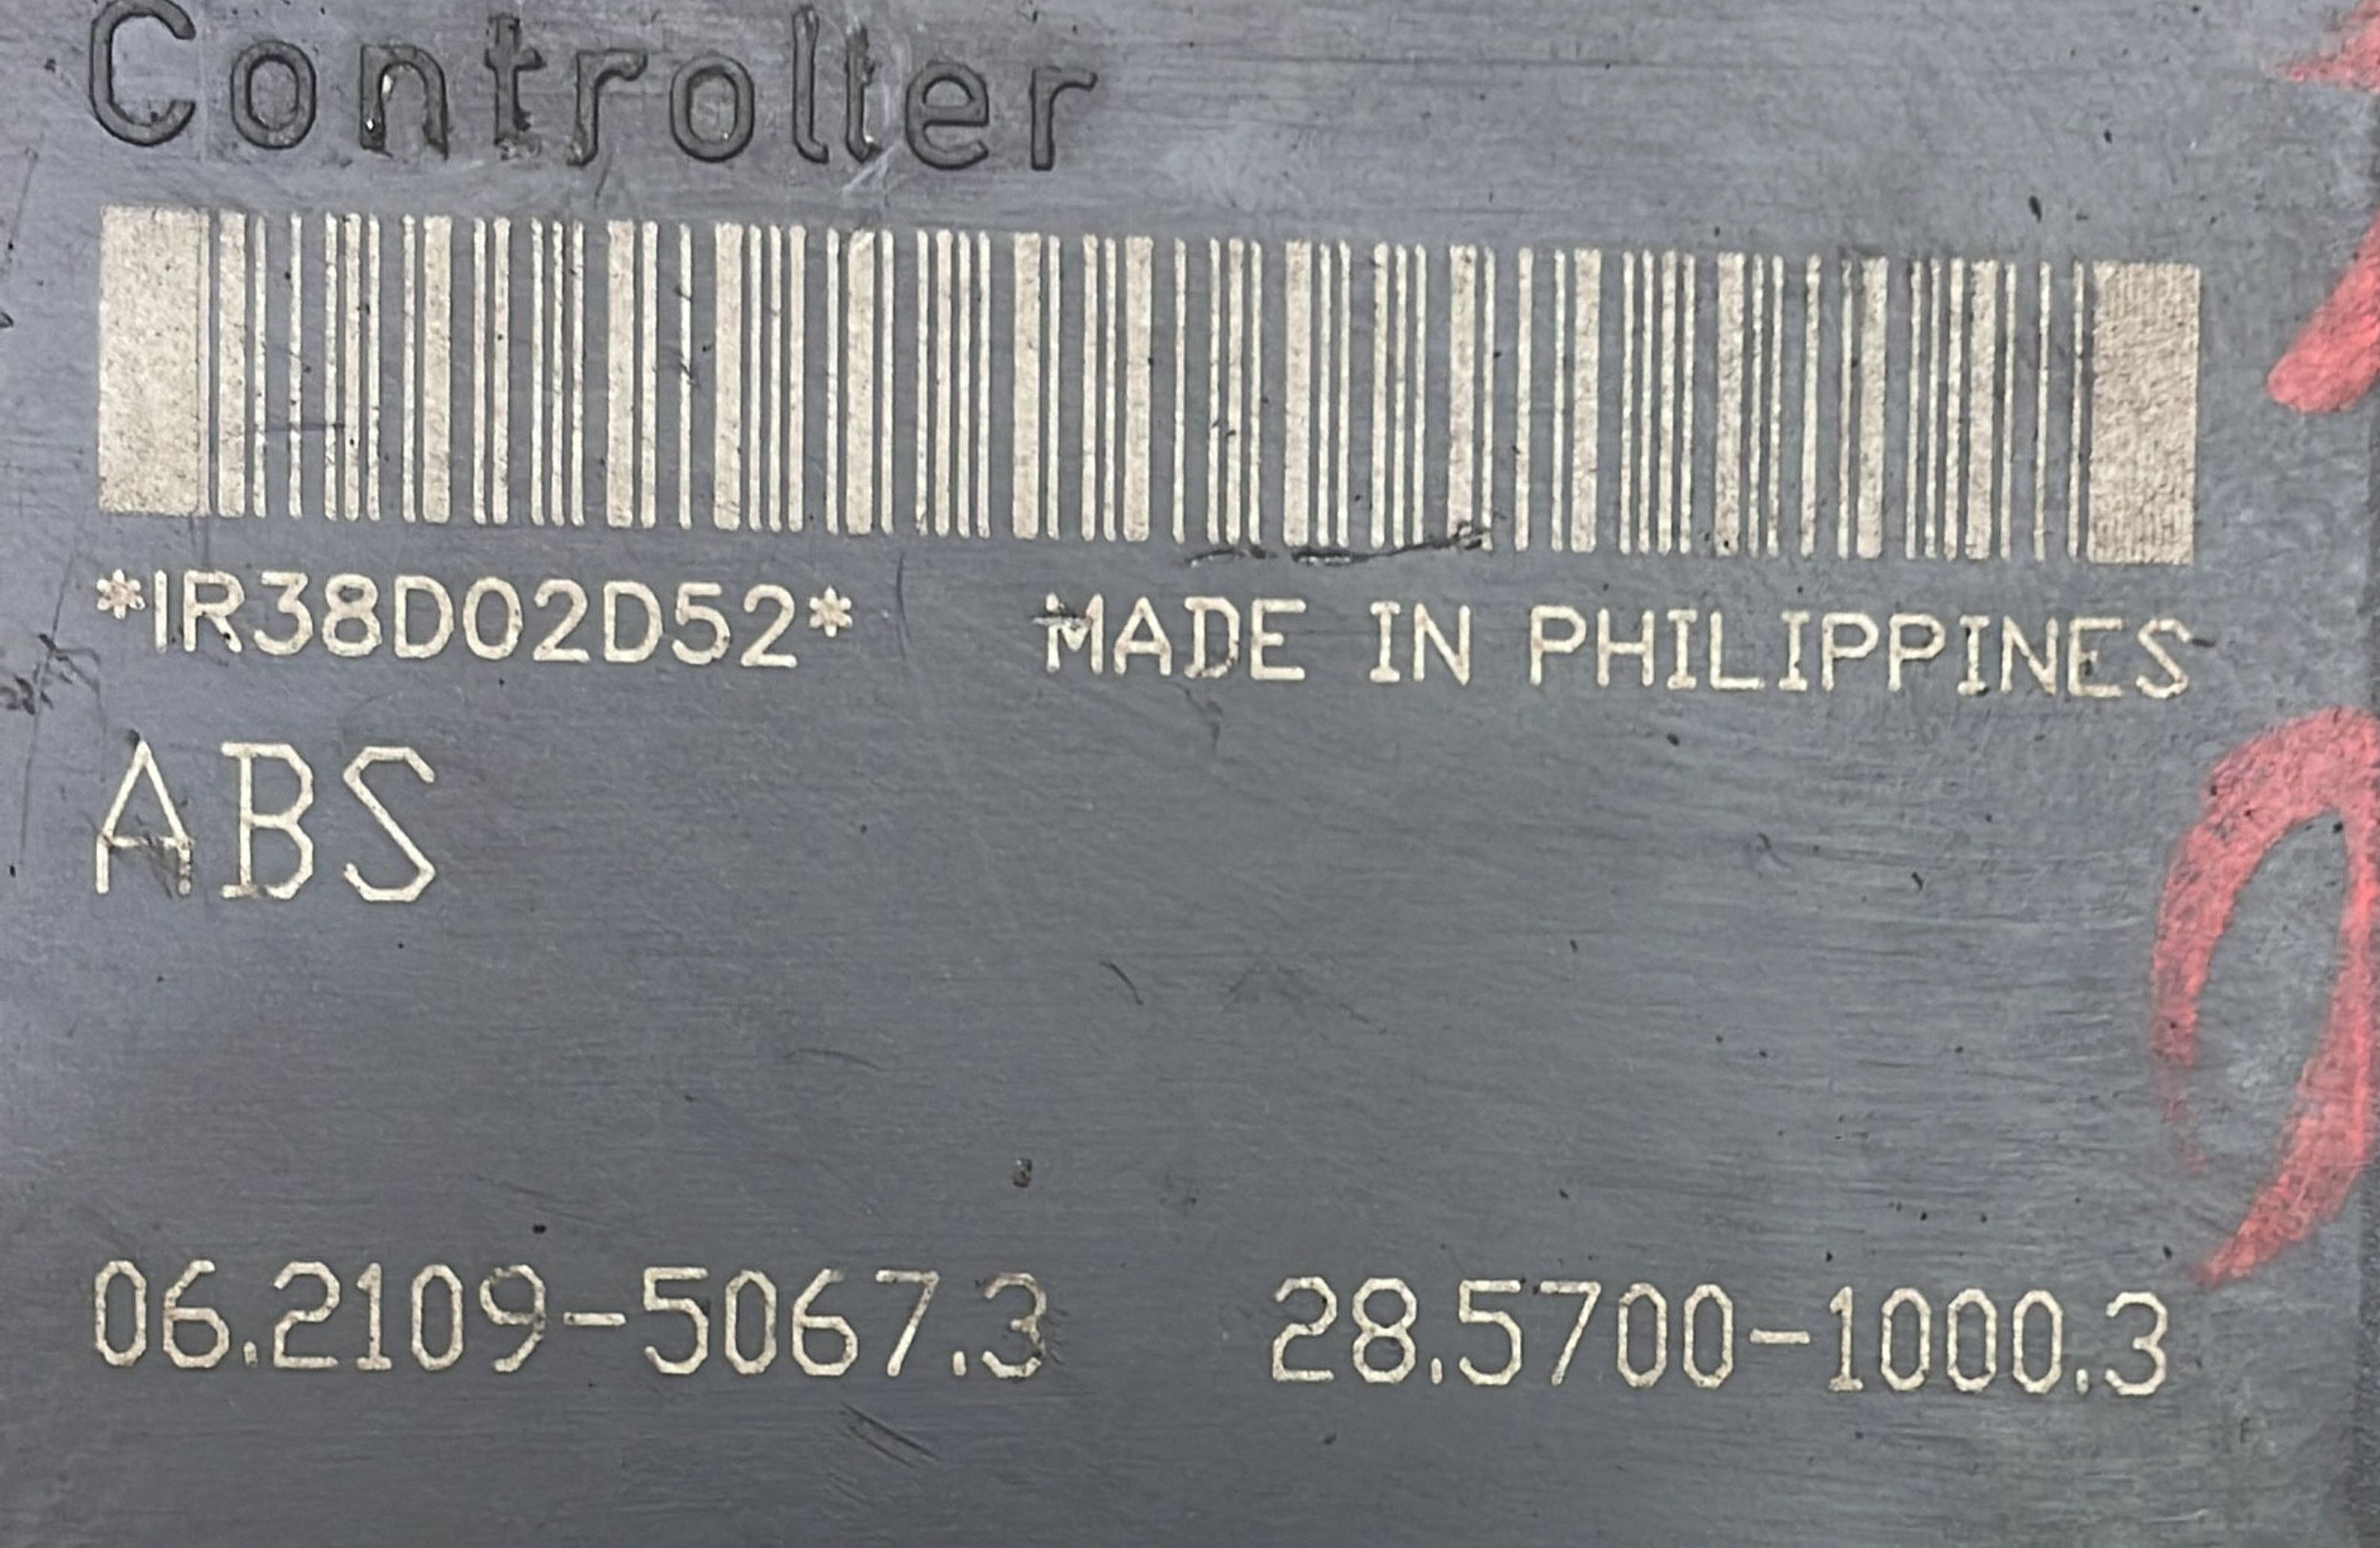 Controller
*IR38D02D52* MADE IN PHILIPPINES
ABS
06.2109-5067.3 28.5700-1000.3